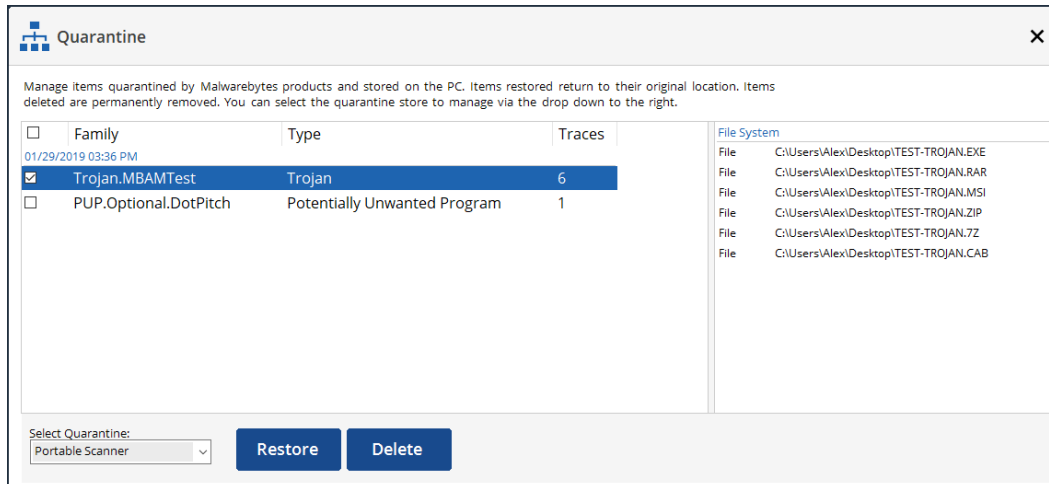 Quarantine
Manage items quarantined by Malwarebytes products and stored on the PC. Items restored return to their original location. Items
deleted are permanently removed. You can select the quarantine store to manage via the drop down to the right.
Family Type Traces
01/29/2019 03:36 PM
Trojan.MBAMTest Trojan 6
PUP.Optional.DotPitch Potentially Unwanted Program 1
File System
File C:\Users\Alex\Desktop\TEST-TROJAN.EXE
File C:\Users\Alex\Desktop\TEST-TROJAN.RAR
File C:\Users\Alex\Desktop\TEST-TROJAN.MSI
File C:\Users\Alex\Desktop\TEST-TROJAN.ZIP
File C:\Users\Alex\Desktop\TEST-TROJAN.7Z
File C:\Users\Alex\Desktop\TEST-TROJAN.CAB
Select Quarantine:
Portable Scanner
Restore Delete